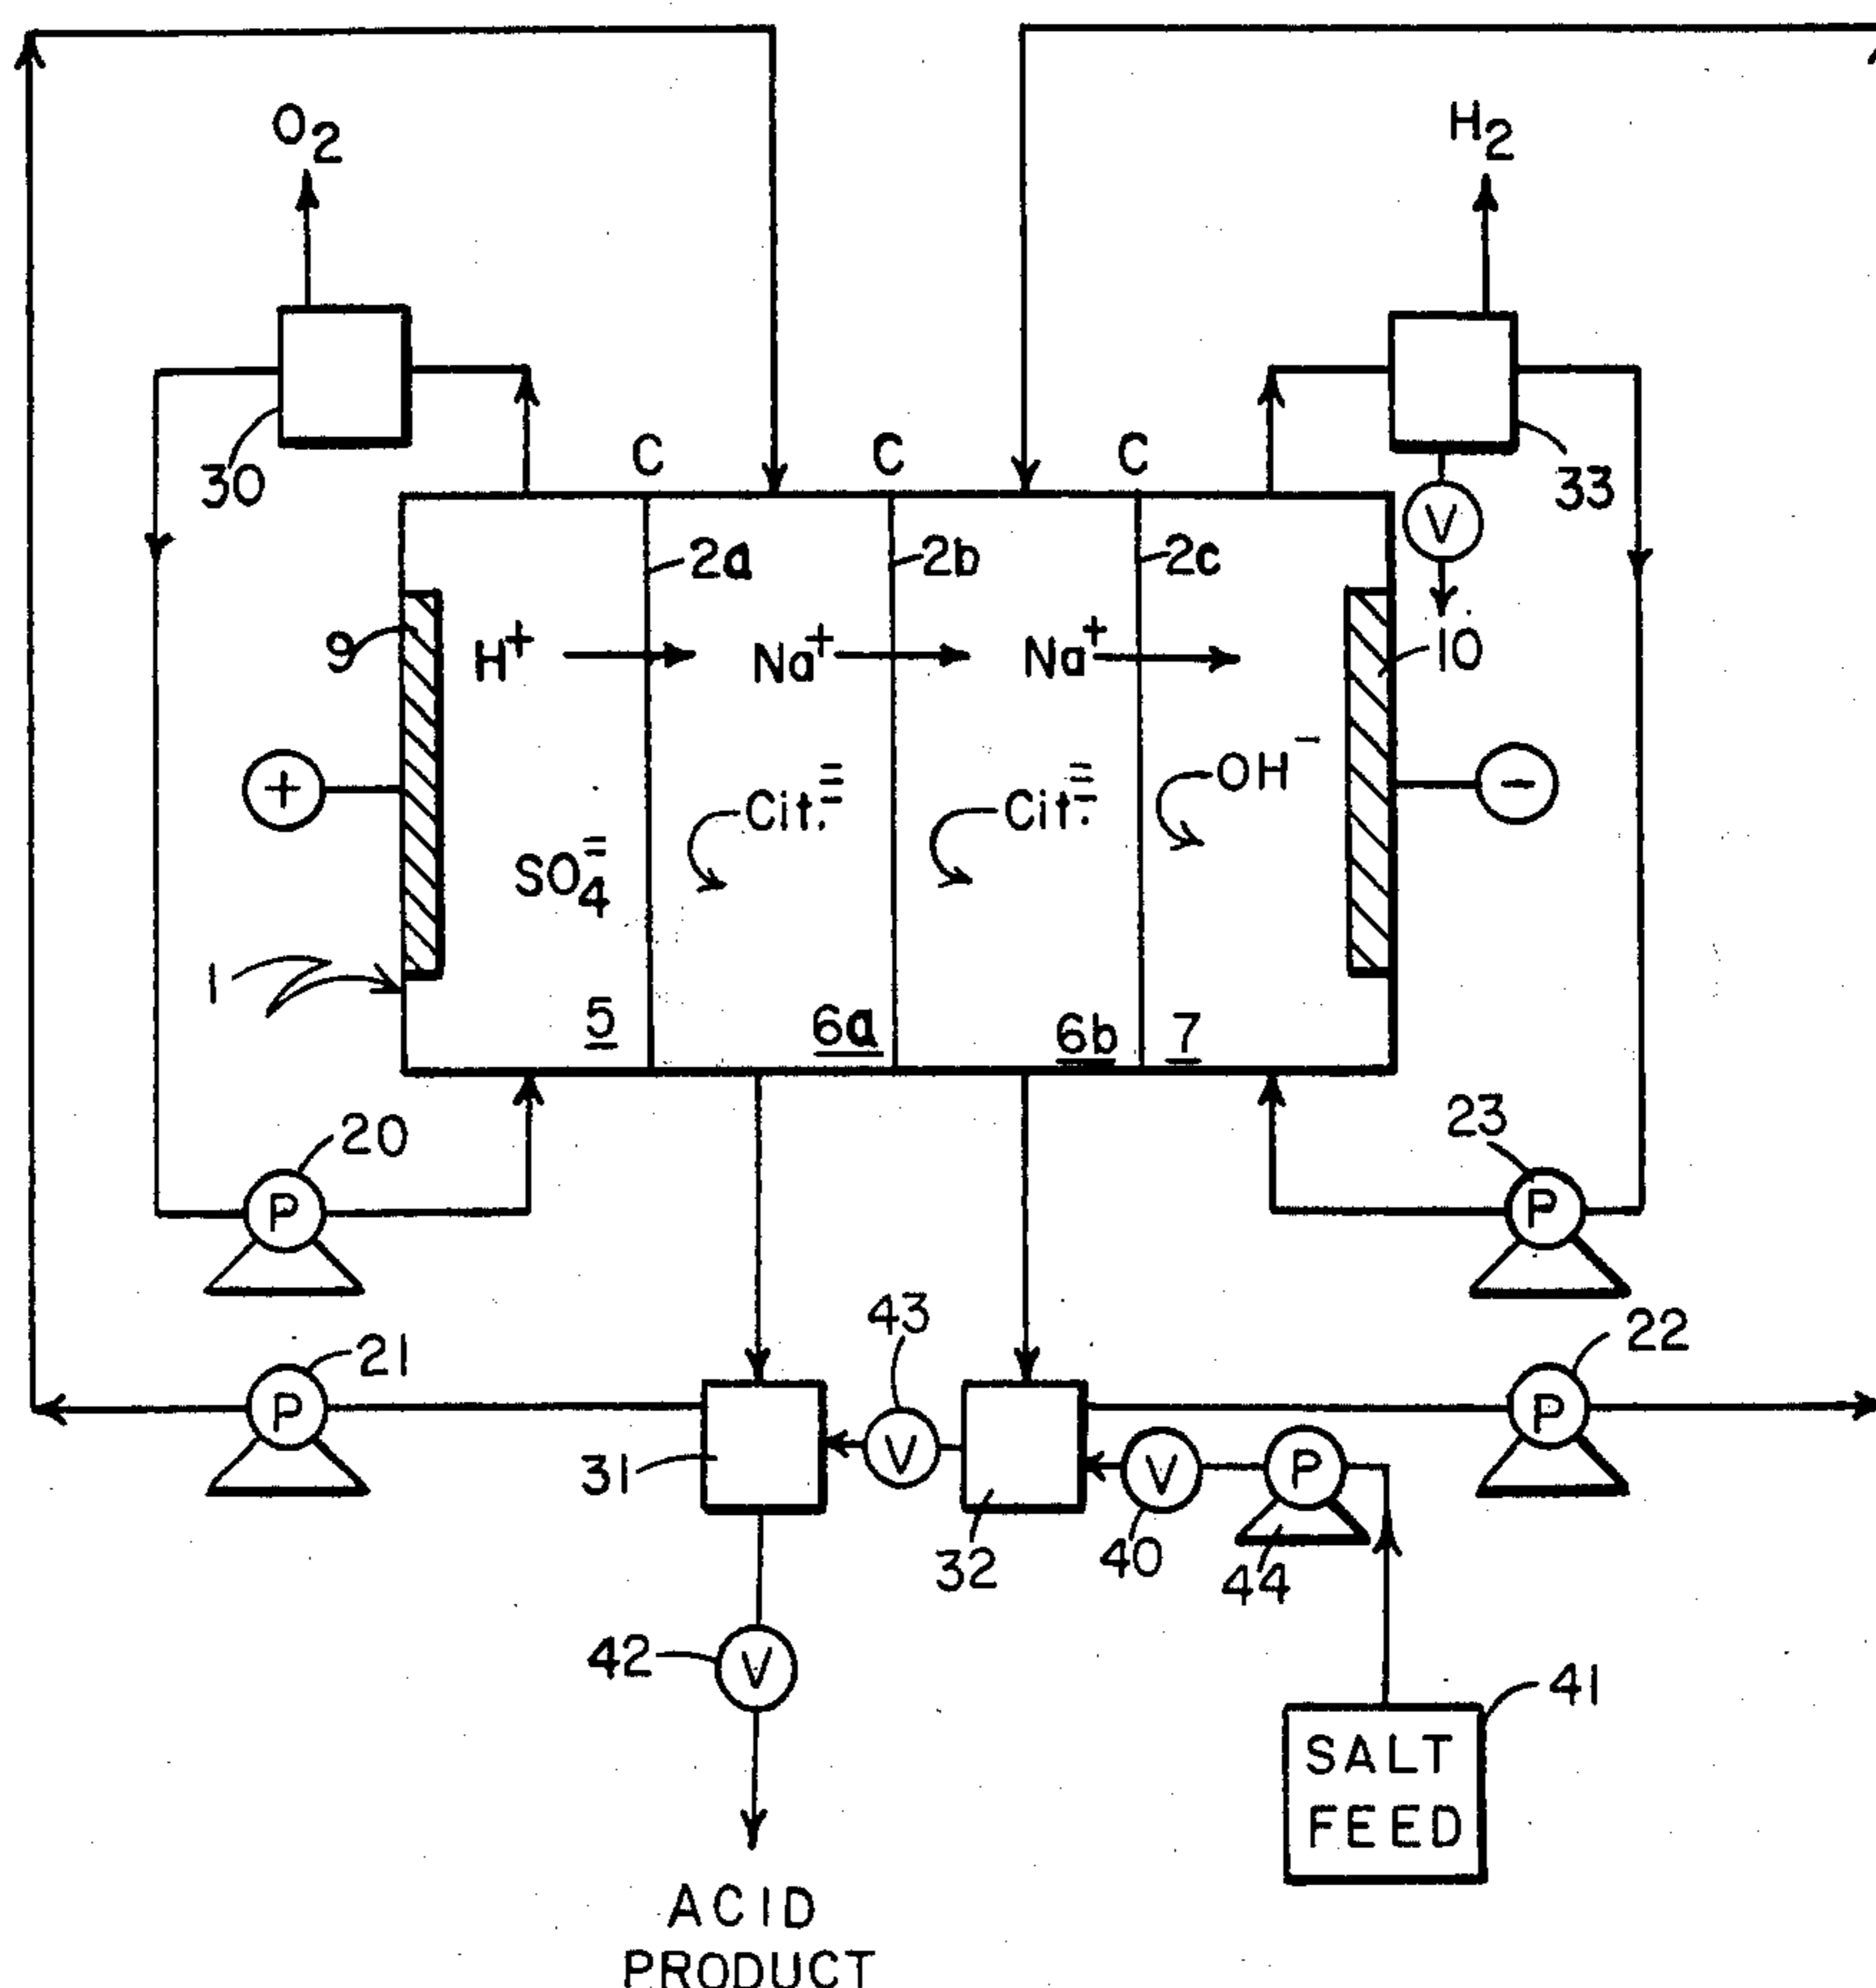 O2
H2
30
C
C
C
33
V
2a
2b
2c
9
H+
Na+
Na+
10
+
SO4=
Cit.≡
Cit.≡
OH-
-
1
5
6a
6b
7
20
P
23
P
21
P
43
22
P
31
V
V
P
32
40
44
42
V
41
SALT
FEED
ACID
PRODUCT